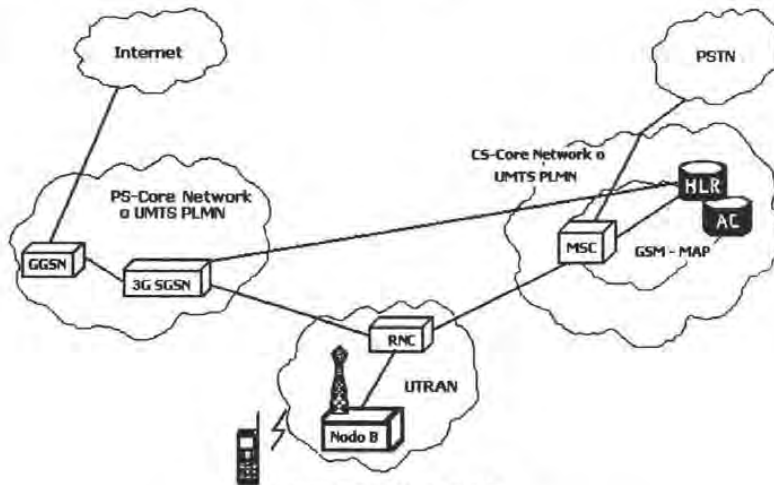 Internet
PSTN
CS-Core Network o
UMTS PLMN
PS-Core Network
o UMTS PLMN
HLR
AC
GGSN
3G SGSN
MSC
GSM - MAP
RNC
UTRAN
Nodo B